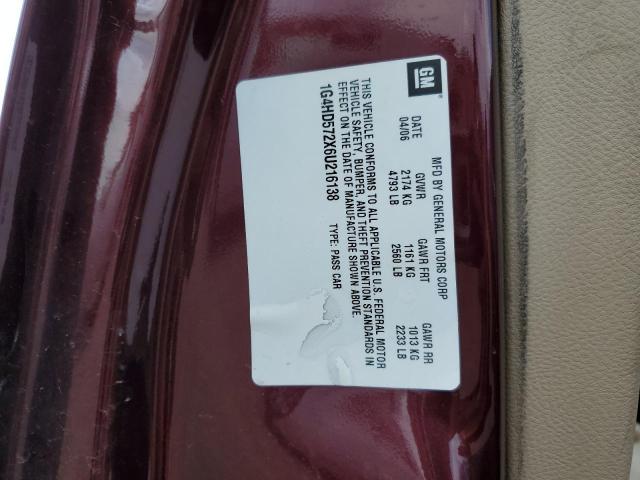 GM
MFD BY GENERAL MOTORS CORP
DATE GVWR GAWR FRT GAWR RR
04/06 2174 KG 1161 KG 1013 KG
4793 LB 2560 LB 2233 LB
THIS VEHICLE CONFORMS TO ALL APPLICABLE U.S. FEDERAL MOTOR
VEHICLE SAFETY, BUMPER, AND THEFT PREVENTION STANDARDS IN
EFFECT ON THE DATE OF MANUFACTURE SHOWN ABOVE.
1G4HD572X6U216138 TYPE: PASS CAR